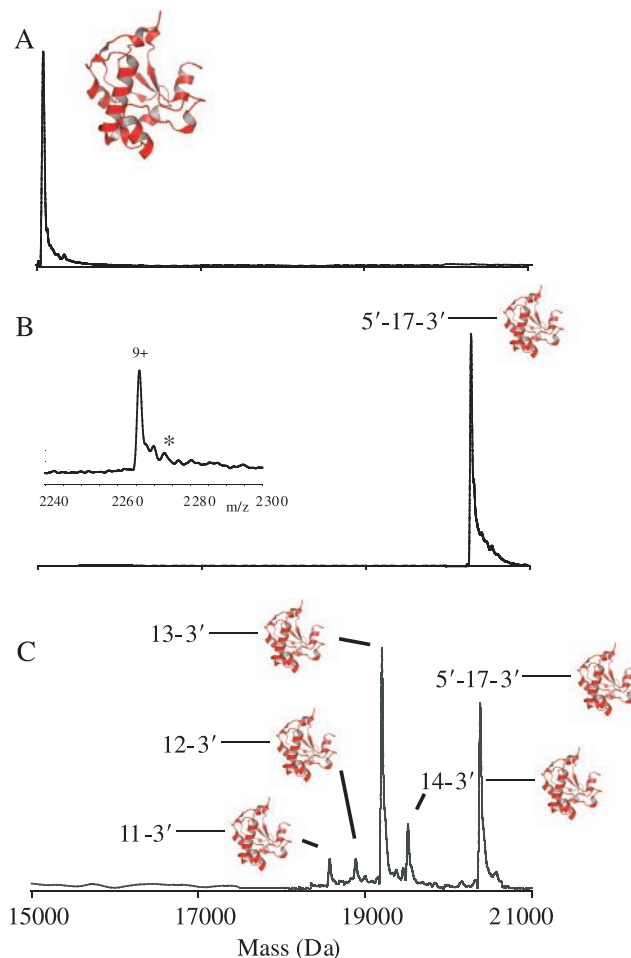 A
B
5′-17-3′
9+
*
2240 2260 2280 2300
m/z
C
13-3′
5′-17-3′
12-3′
14-3′
11-3′
15000 17000 19000 21000
Mass (Da)